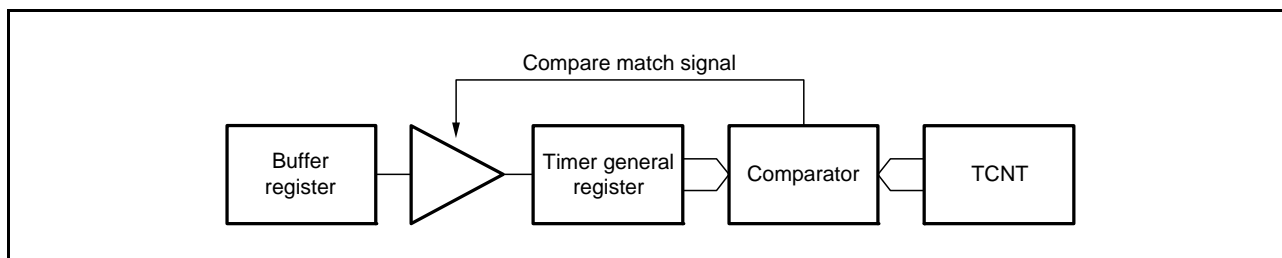 Compare match signal
Buffer
register
Timer general
register
Comparator
TCNT